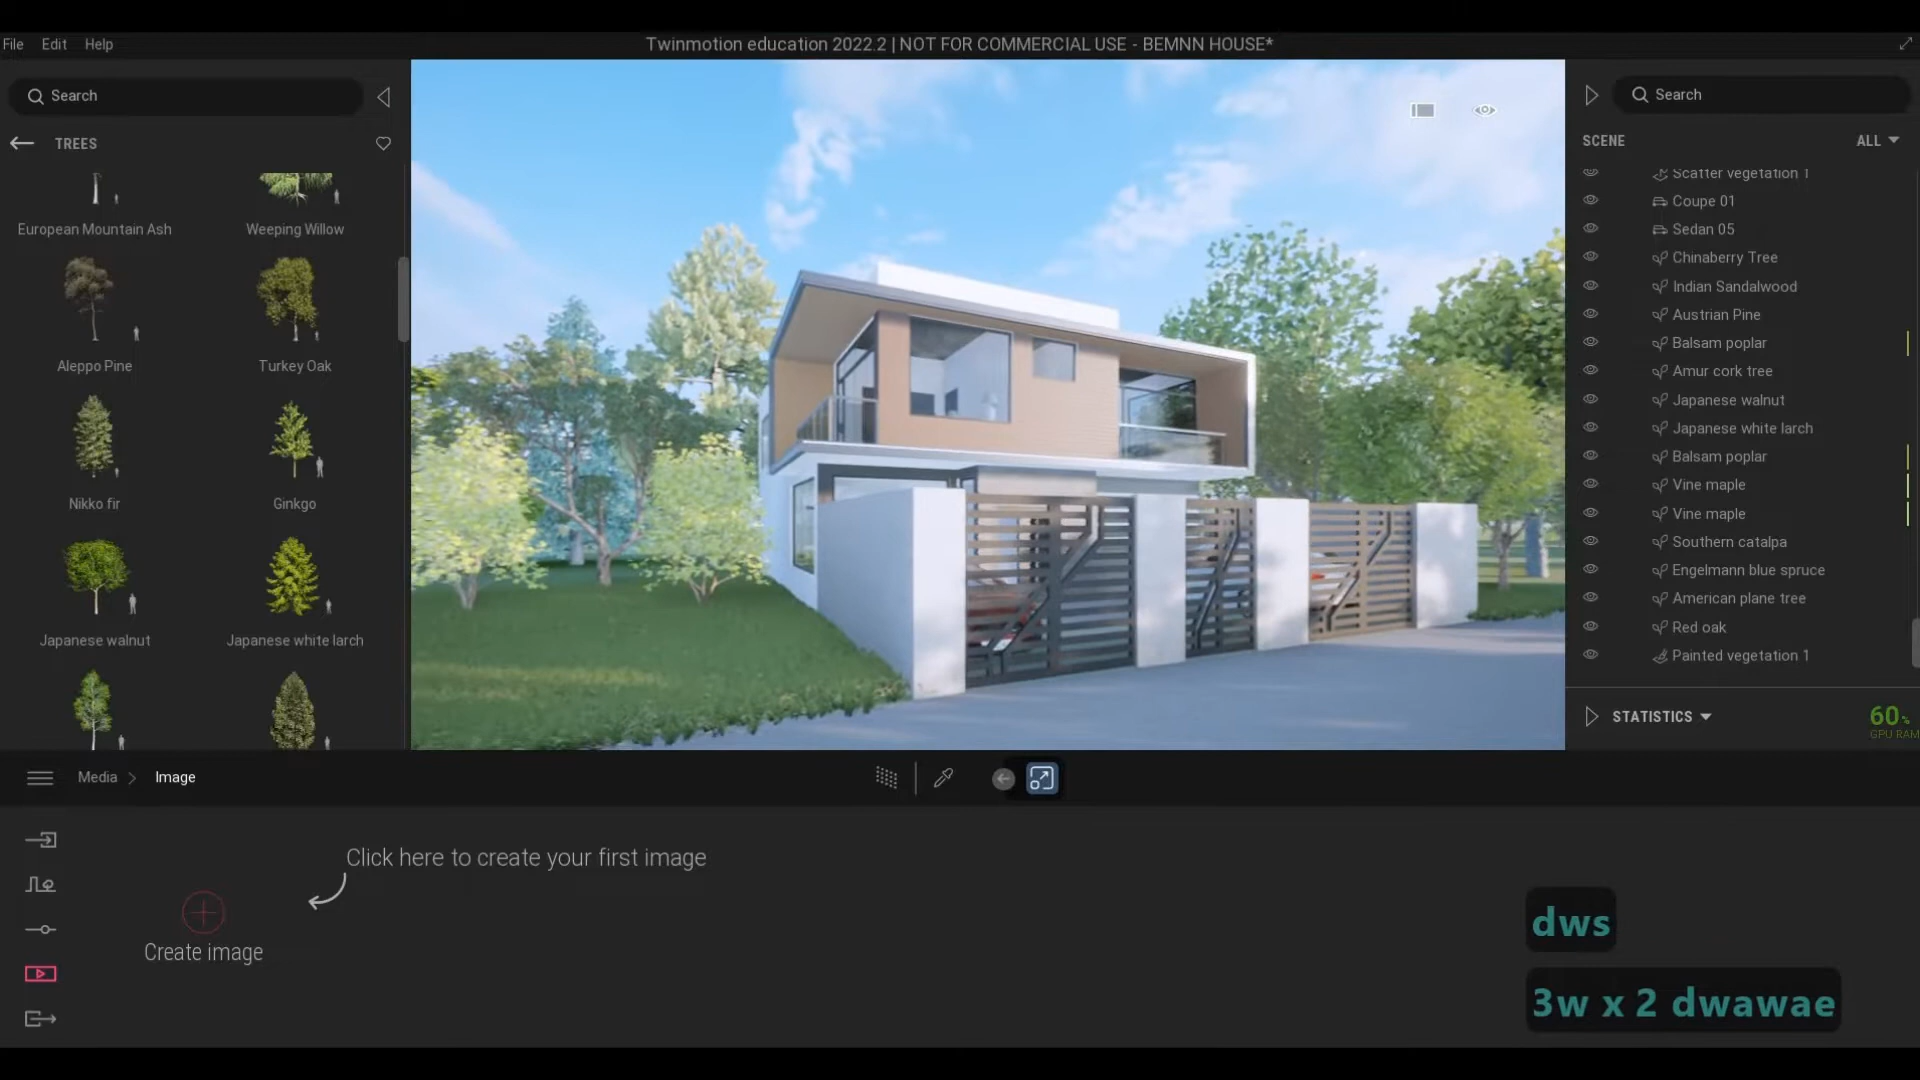 File Edit Help
Twinmotion education 2022.2 | NOT FOR COMMERCIAL USE - BEMNN HOUSE*
Search
TREES
European Mountain Ash
Weeping Willow
Aleppo Pine
Turkey Oak
Nikko fir
Ginkgo
Japanese walnut
Japanese white larch
Search
SCENE
ALL
Scatter vegetation 1
Coupe 01
Sedan 05
Chinaberry Tree
Indian Sandalwood
Austrian Pine
Balsam poplar
Amur cork tree
Japanese walnut
Japanese white larch
Balsam poplar
Vine maple
Vine maple
Southern catalpa
Engelmann blue spruce
American plane tree
Red oak
Painted vegetation 1
STATISTICS
60%
GPU RAM
Media > Image
Click here to create your first image
Create image
dws
3w x 2 dwawae